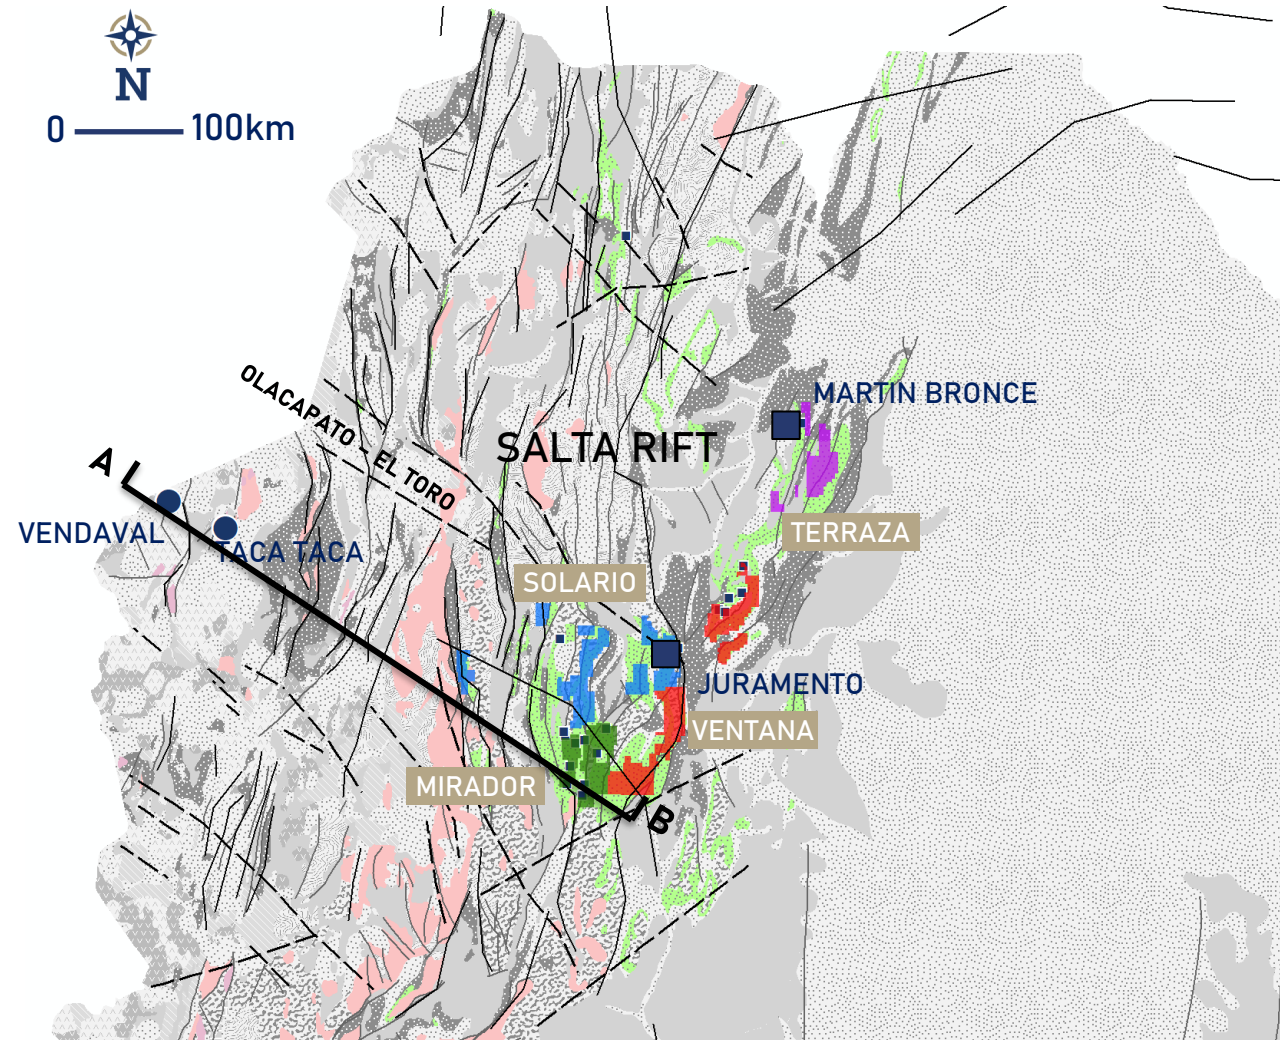 N
0 100km
MARTIN BRONCE
OLACAPATO - EL TORO
SALTA RIFT
A
VENDAVAL
TACA TACA
TERRAZA
SOLARIO
JURAMENTO
VENTANA
MIRADOR
B